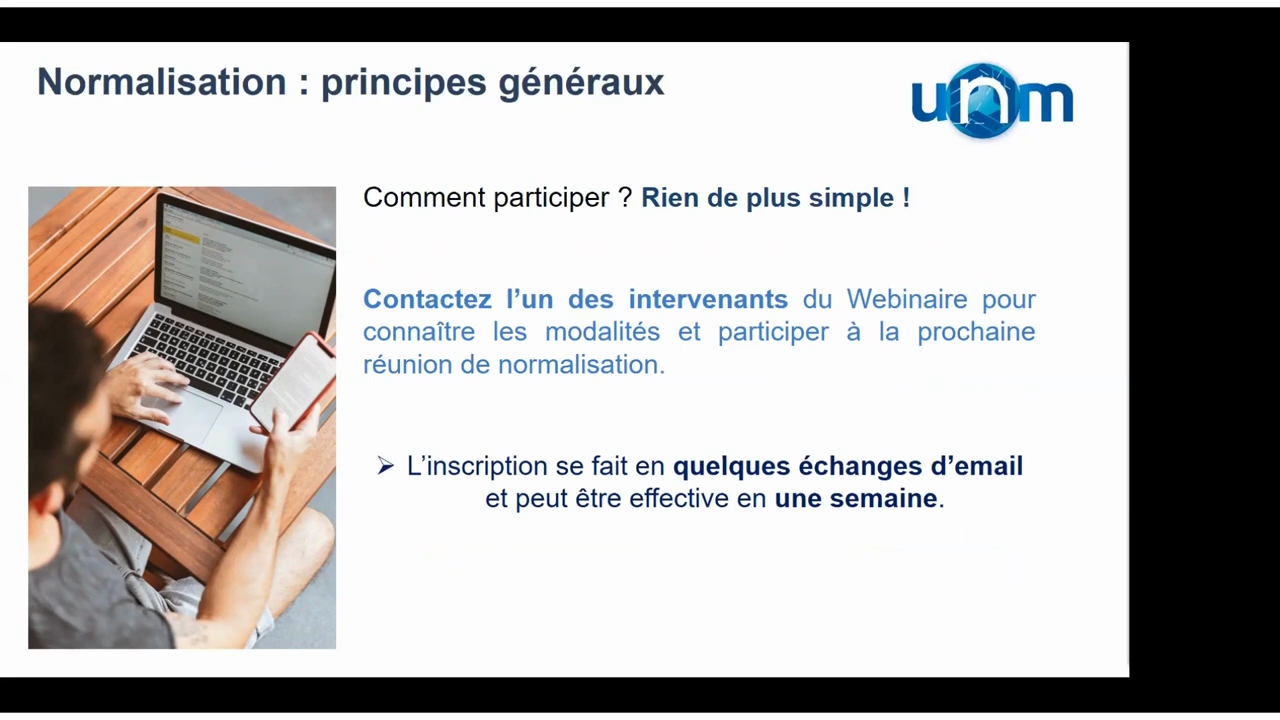 Normalisation : principes généraux
unm
Comment participer ? Rien de plus simple !
Contactez l’un des intervenants du Webinaire pour
connaître les modalités et participer à la prochaine
réunion de normalisation.
➢ L’inscription se fait en quelques échanges d’email
et peut être effective en une semaine.